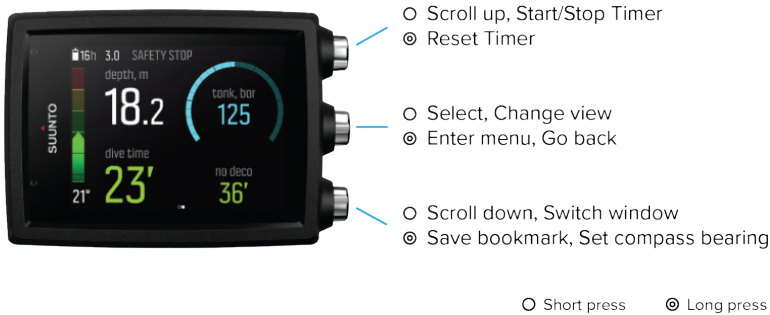 Scroll up, Start/Stop Timer
Reset Timer
16h 3.0 SAFETY STOP
depth, m
18.2
tank, bar
125
SUUNTO
Select, Change view
Enter menu, Go back
dive time
23'
no deco
36'
21°
Scroll down, Switch window
Save bookmark, Set compass bearing
Short press
Long press